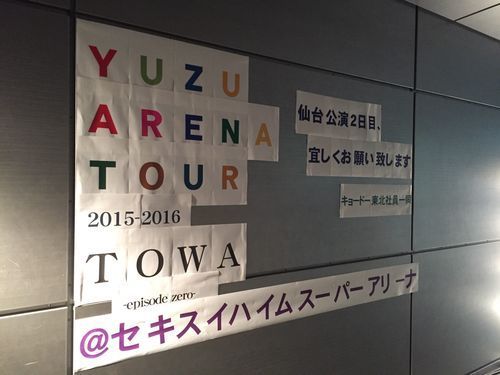 YUZU
ARENA
TOUR
2015-2016
TOWA
-episode zero-
@セキスイハイムスーパーアリーナ
仙台公演2日目、
宜しくお願い致します
キョードー東北社員一同